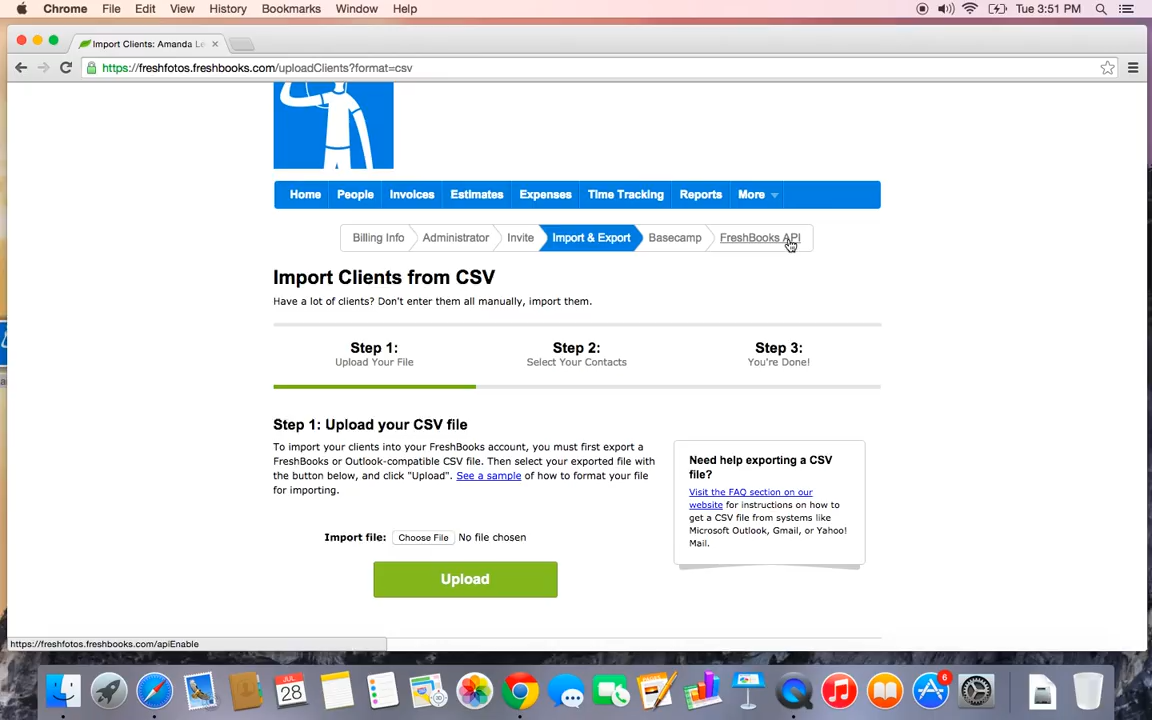 Chrome File Edit View History Bookmarks Window Help Tue 3:51 PM
Import Clients: Amanda Le
https://freshfotos.freshbooks.com/uploadClients?format=csv
Home People Invoices Estimates Expenses Time Tracking Reports More
Billing Info Administrator Invite Import & Export Basecamp FreshBooks API
Import Clients from CSV
Have a lot of clients? Don't enter them all manually, import them.
Step 1: Step 2: Step 3:
Upload Your File Select Your Contacts You're Done!
Step 1: Upload your CSV file
To import your clients into your FreshBooks account, you must first export a
FreshBooks or Outlook-compatible CSV file. Then select your exported file with
the button below, and click "Upload". See a sample of how to format your file
for importing.
Need help exporting a CSV
file?
Visit the FAQ section on our
website for instructions on how to
get a CSV file from systems like
Microsoft Outlook, Gmail, or Yahoo!
Mail.
Import file: Choose File No file chosen
Upload
https://freshfotos.freshbooks.com/apiEnable
JUL
28
6